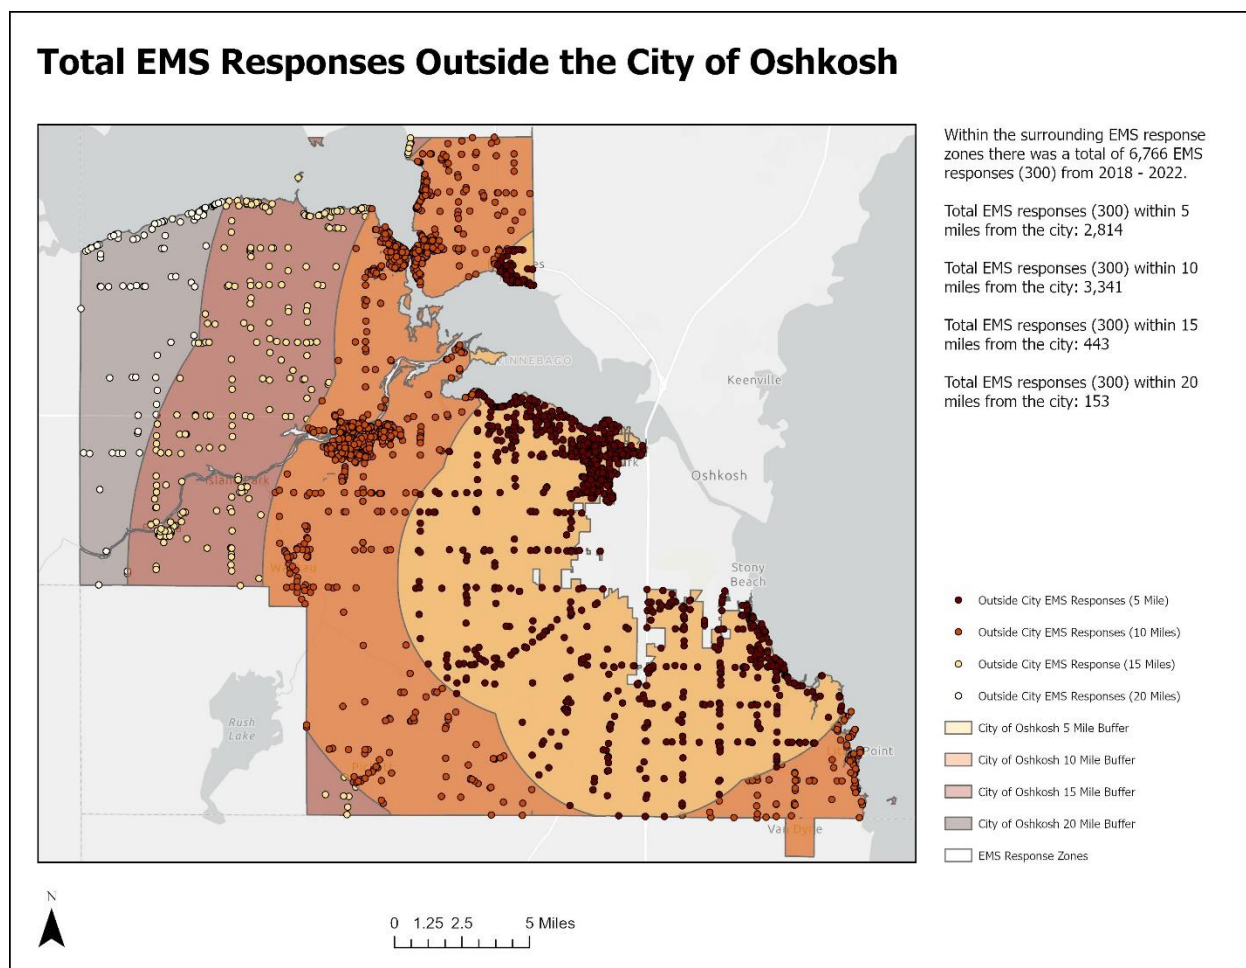 Total EMS Responses Outside the City of Oshkosh
Within the surrounding EMS response
zones there was a total of 6,766 EMS
responses (300) from 2018 - 2022.
Total EMS responses (300) within 5
miles from the city: 2,814
Total EMS responses (300) within 10
miles from the city: 3,341
Total EMS responses (300) within 15
miles from the city: 443
Total EMS responses (300) within 20
miles from the city: 153
Keenville
Oshkosh
Stony
Beach
Rush
Lake
Outside City EMS Responses (5 Mile)
Outside City EMS Responses (10 Miles)
Outside City EMS Response (15 Miles)
Outside City EMS Responses (20 Miles)
City of Oshkosh 5 Mile Buffer
City of Oshkosh 10 Mile Buffer
City of Oshkosh 15 Mile Buffer
City of Oshkosh 20 Mile Buffer
EMS Response Zones
Point
Van Dyne
N
0 1.25 2.5 5 Miles